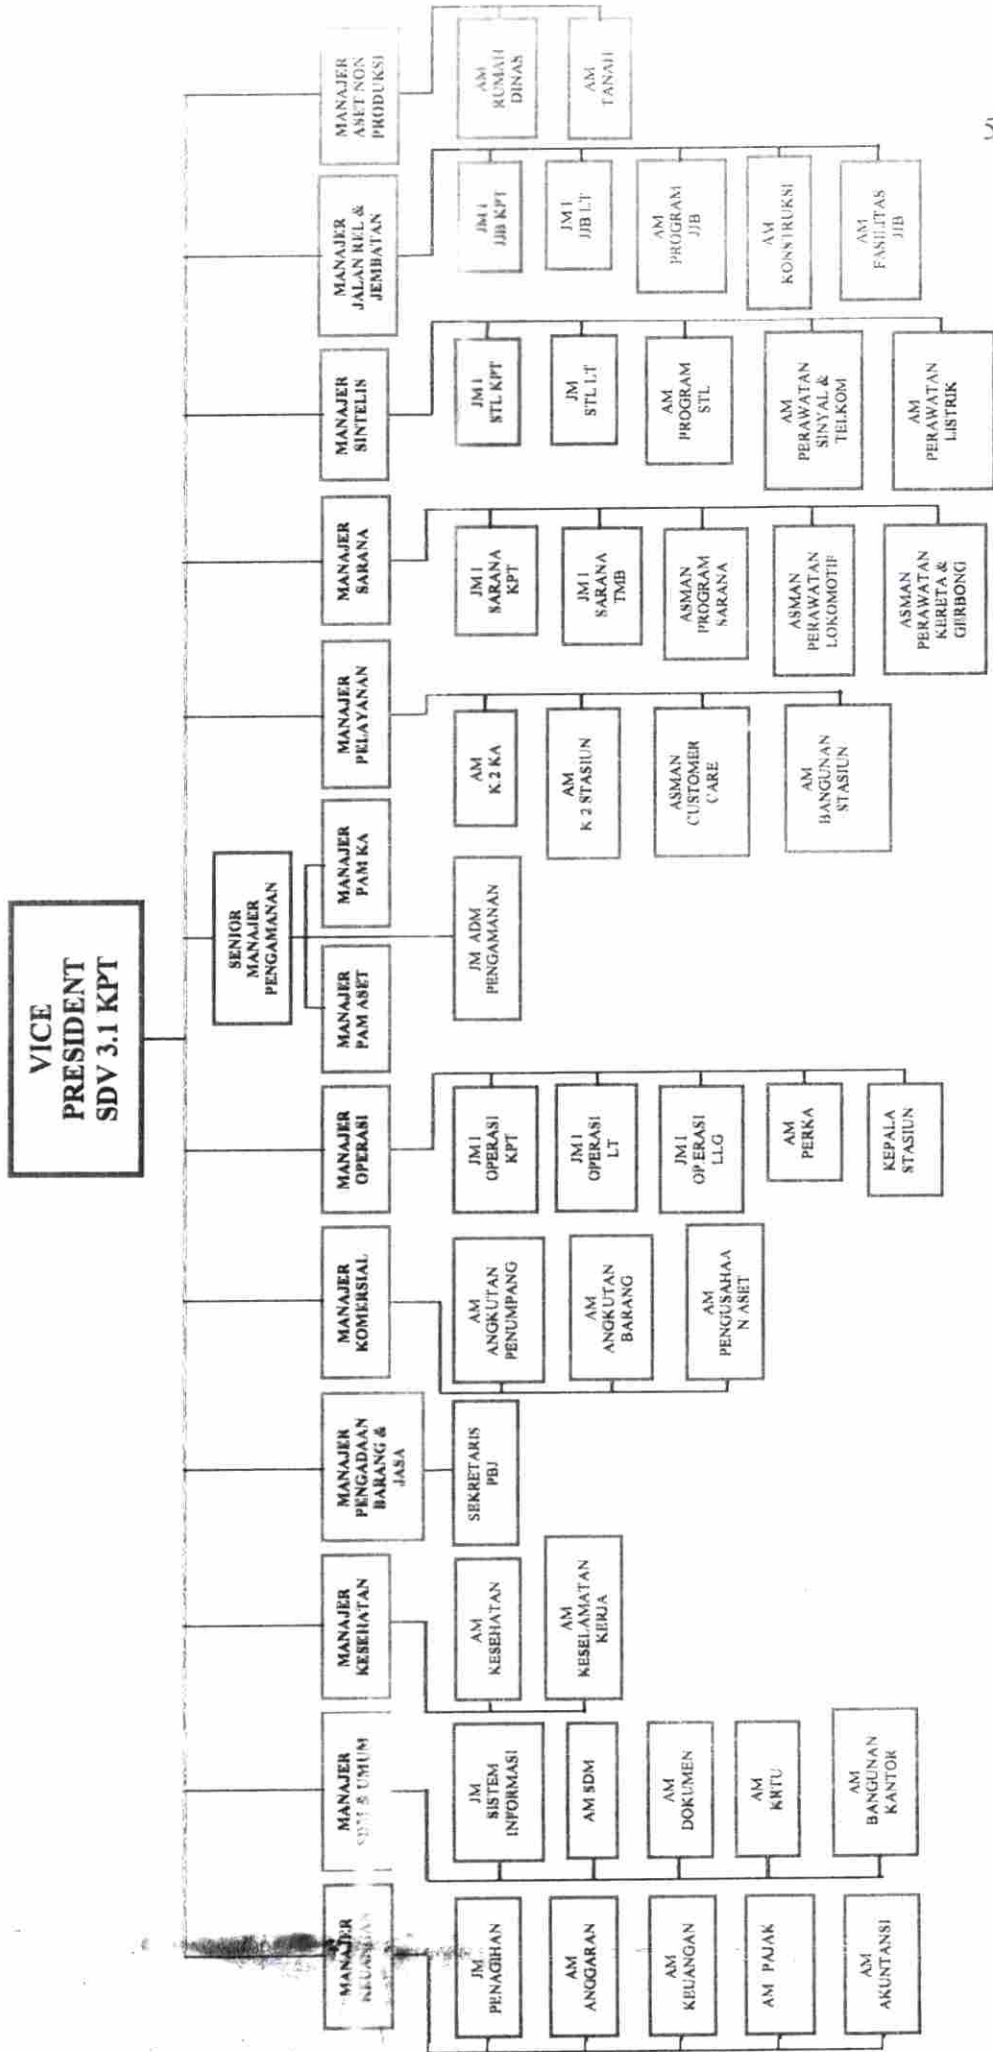 VICE
PRESIDENT
SDV 3.1 KPT
SENIOR
MANAJER
PENGAMANAN
MANAJER
KEUANGAN
MANAJER
SDM & UMUM
MANAJER
KESEHATAN
MANAJER
PENGADAAN
BARANG &
JASA
MANAJER
KOMERSIAL
MANAJER
OPERASI
MANAJER
PAM ASET
MANAJER
PAM KA
MANAJER
PELAYANAN
MANAJER
SARANA
MANAJER
SINTELIS
MANAJER
JALAN REL &
JEMBATAN
MANAJER
ASET NON
PRODUKSI
JM
PENAGIHAN
AM
ANGGARAN
AM
KEUANGAN
AM PAJAK
AM
AKUNTANSI
JM
SISTEM
INFORMASI
AM SDM
AM
DOKUMEN
AM
KRTU
AM
BANGUNAN
KANTOR
AM
KESEHATAN
AM
KESELAMATAN
KERJA
SEKRETARIS
PBJ
AM
ANGKUTAN
PENUMPANG
AM
ANGKUTAN
BARANG
AM
PENGUSAHAA
N ASET
JM I
OPERASI
KPT
JM I
OPERASI
LT
JM I
OPERASI
LLG
AM
PERKA
KEPALA
STASIUN
JM ADM
PENGAMANAN
AM
K 2 KA
AM
K 2 STASIUN
ASMAN
CUSTOMER
CARE
AM
BANGUNAN
STASIUN
JM I
SARANA
KPT
JM I
SARANA
TMB
ASMAN
PROGRAM
SARANA
ASMAN
PERAWATAN
LOKOMOTIF
ASMAN
PERAWATAN
KERETA &
GERBONG
JM I
STL KPT
JM
STL LT
AM
PROGRAM
STL
AM
PERAWATAN
SINYAL &
TELKOM
AM
PERAWATAN
LISTRIK
JM I
JJB KPT
JM I
JJB LT
AM
PROGRAM
JJB
AM
KONSTRUKSI
AM
FASILITAS
JJB
AM
RUMAH
DINAS
AM
TANAH